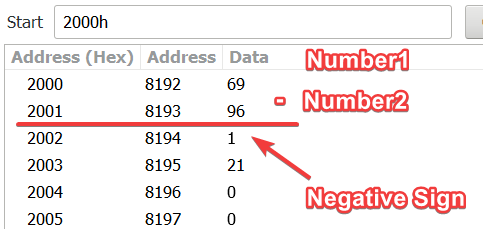 Start 2000h
Address (Hex) Address Data Number1
2000 8192 69
2001 8193 96 - Number2
2002 8194 1
2003 8195 21
2004 8196 0 Negative Sign
2005 8197 0